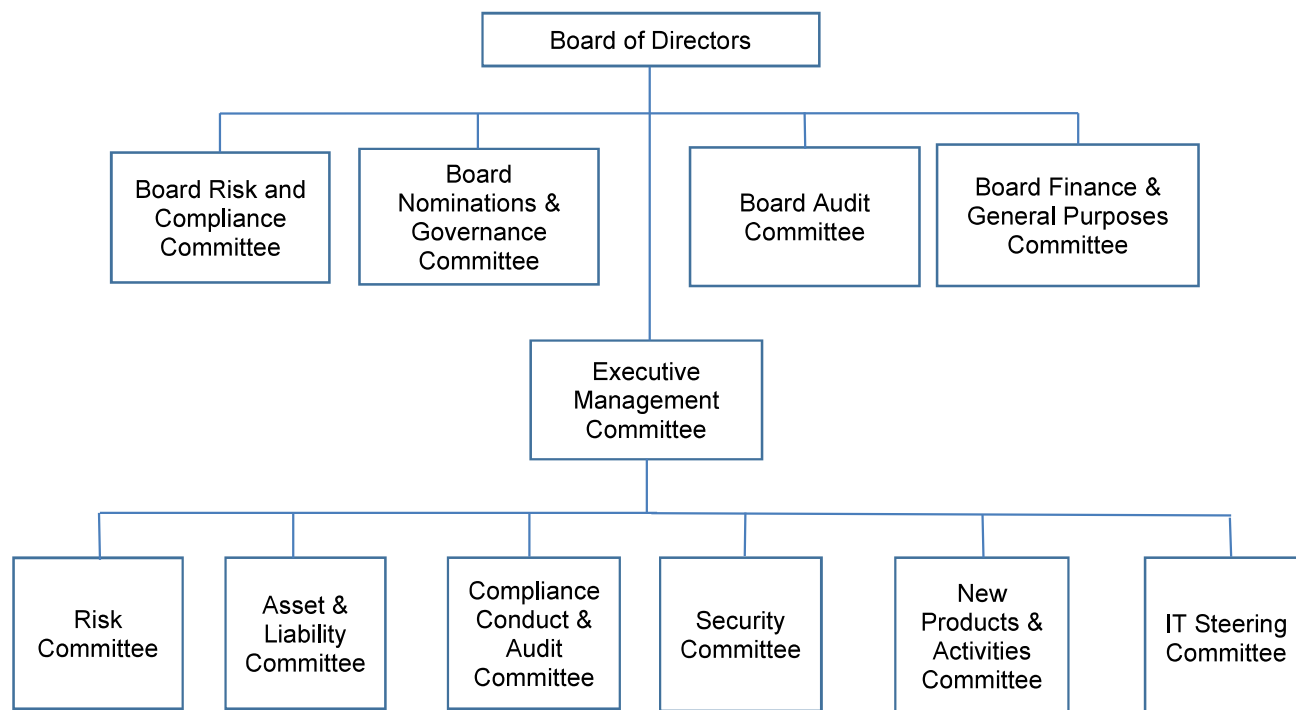 Board of Directors
Board Risk and
Compliance
Committee
Board
Nominations &
Governance
Committee
Board Audit
Committee
Board Finance &
General Purposes
Committee
Executive
Management
Committee
Risk
Committee
Asset &
Liability
Committee
Compliance
Conduct &
Audit
Committee
Security
Committee
New
Products &
Activities
Committee
IT Steering
Committee